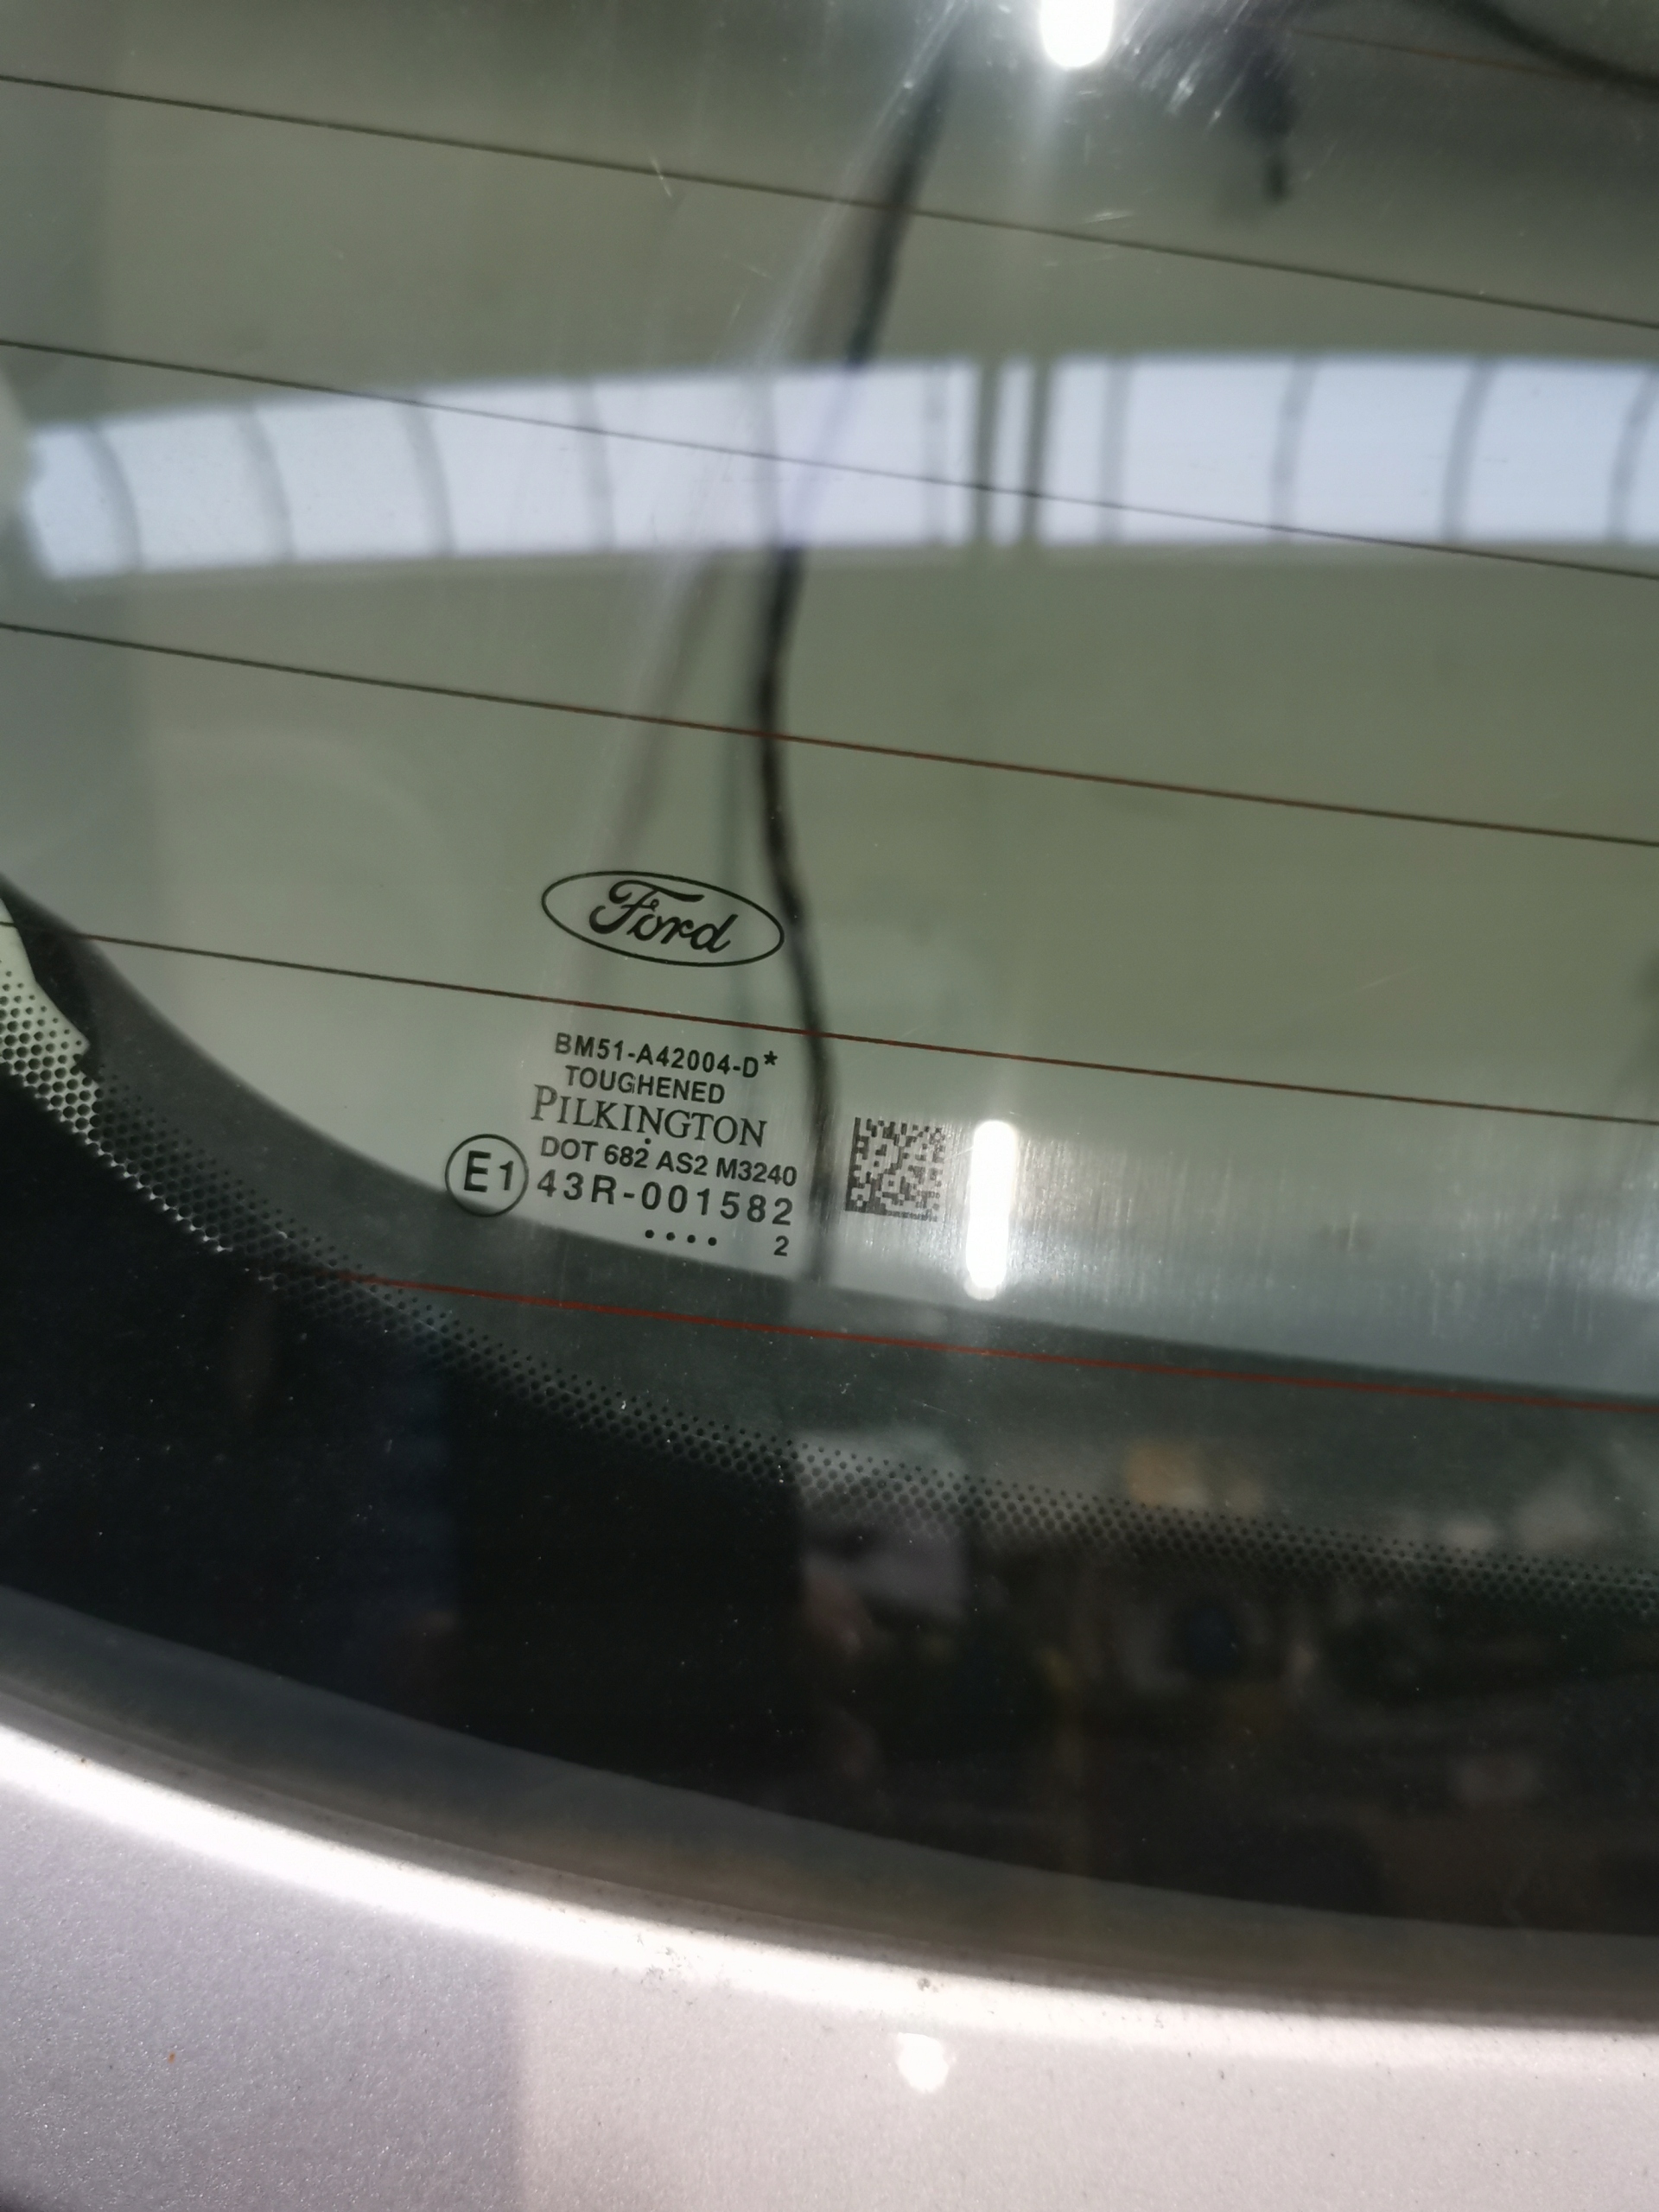 Ford
BM51-A42004-D*
TOUGHENED
PILKINGTON
DOT 682 AS2 M3240
E1 43R-001582
.... 2